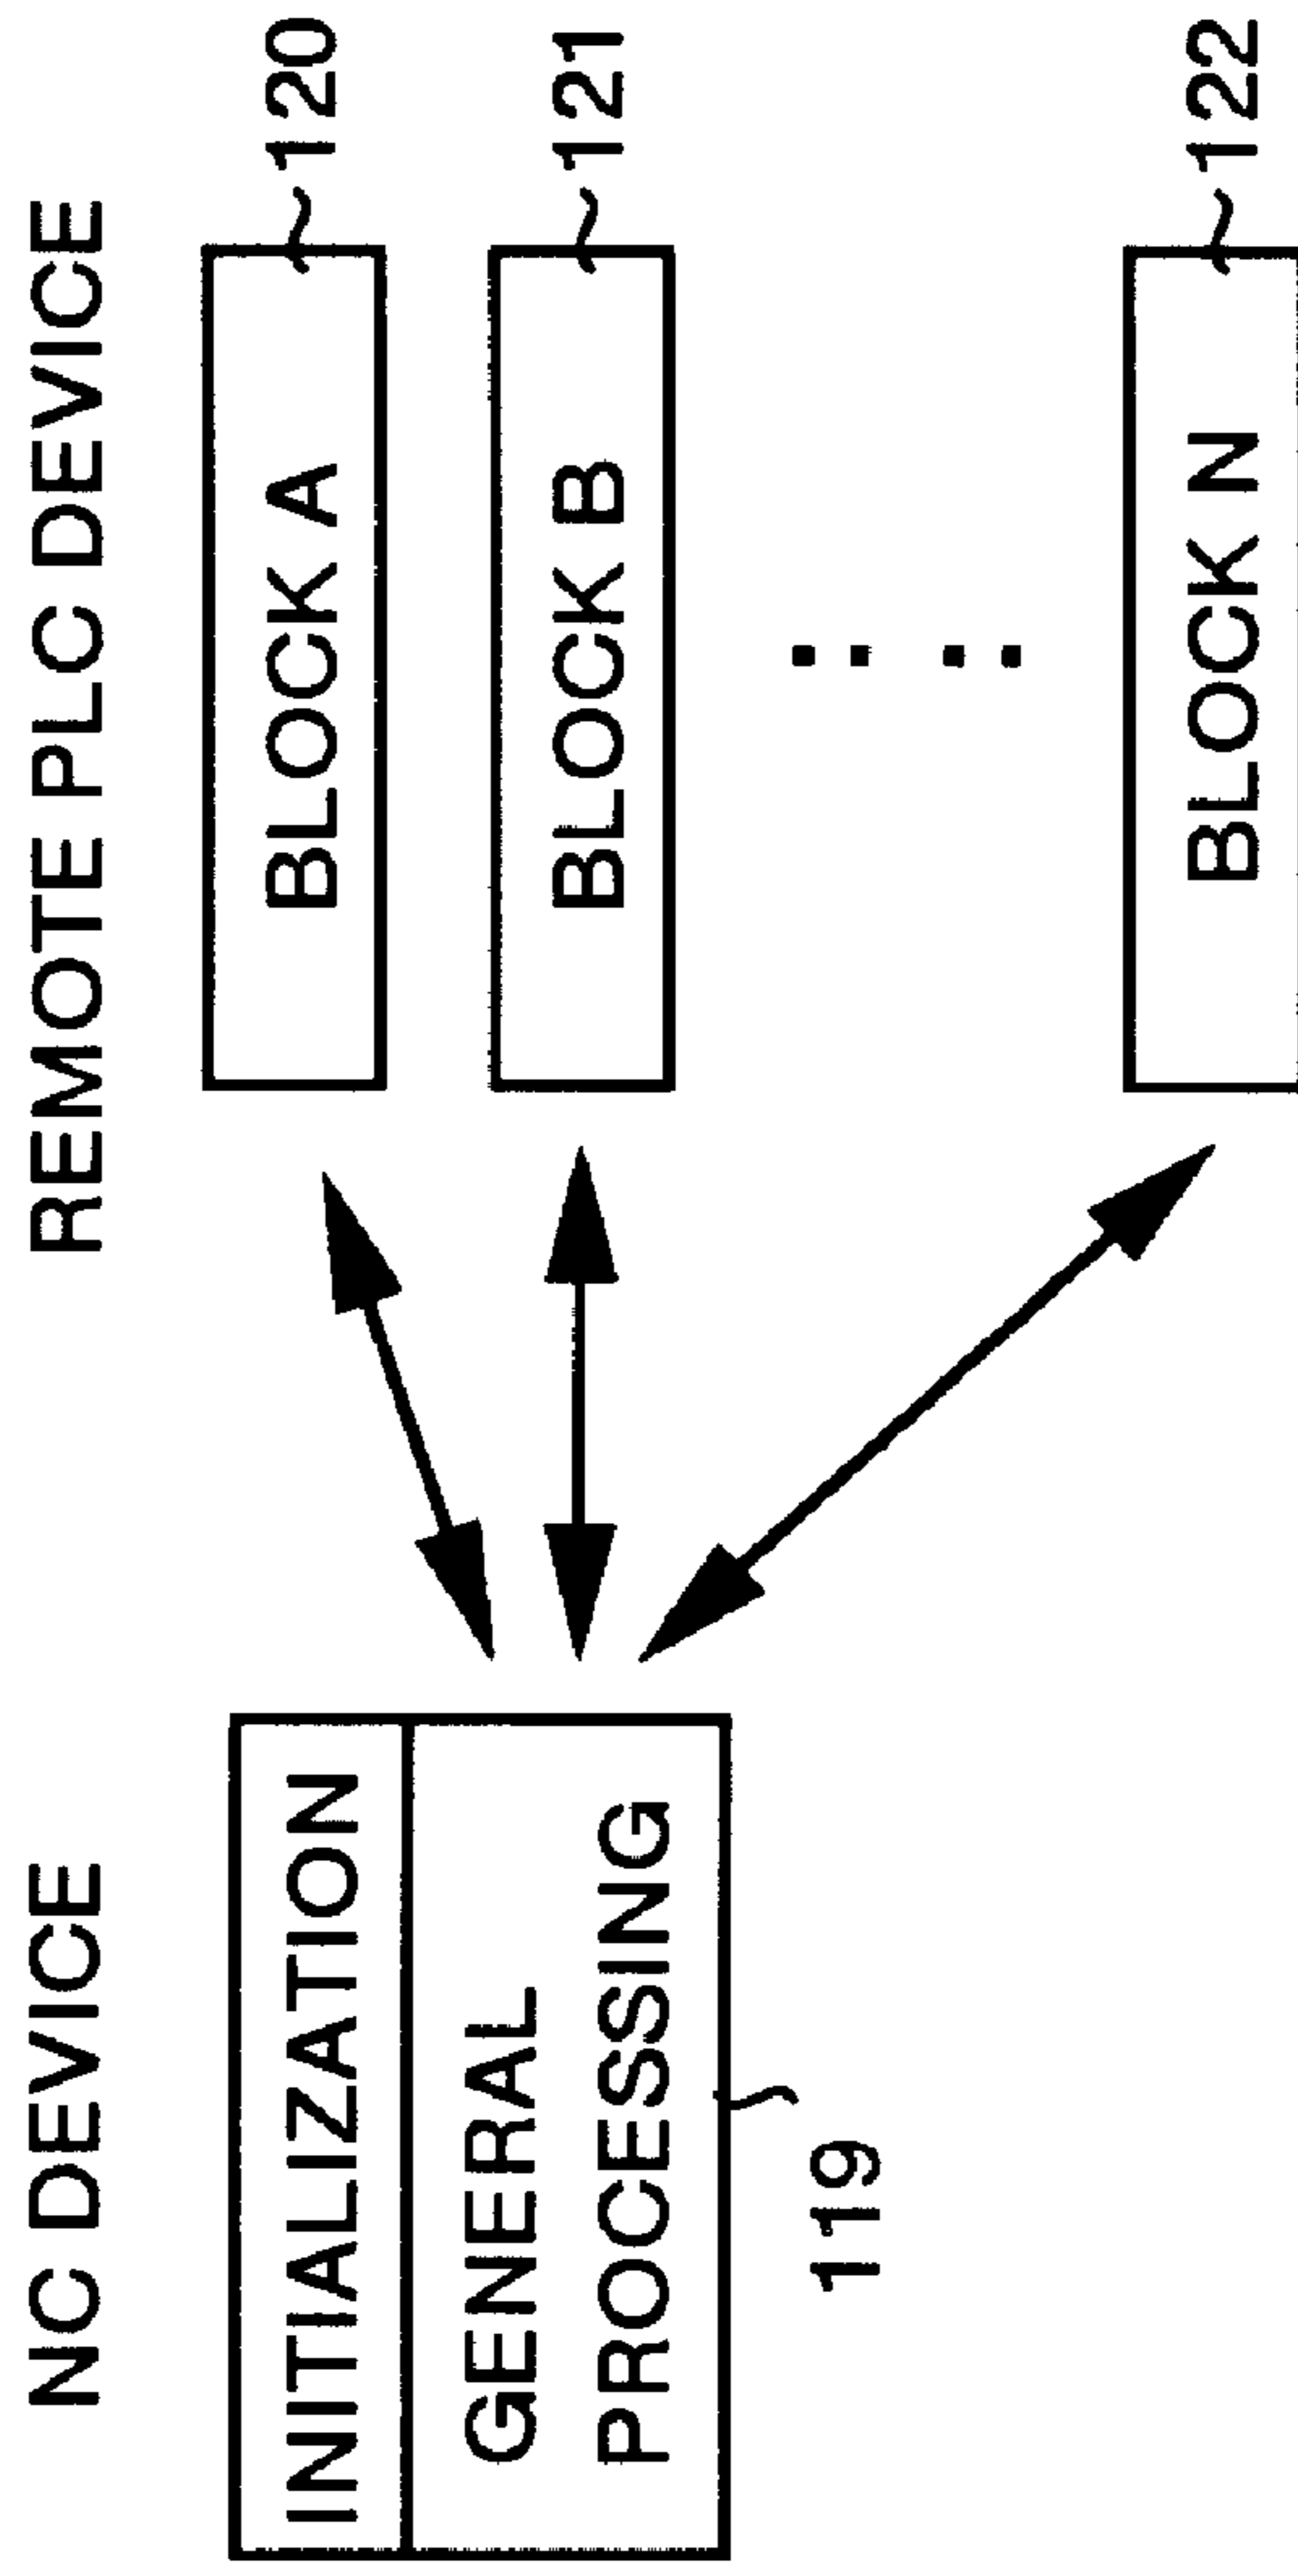 NC DEVICE
REMOTE PLC DEVICE
INITIALIZATION
GENERAL
PROCESSING
119
BLOCK A
120
BLOCK B
121
BLOCK N
122